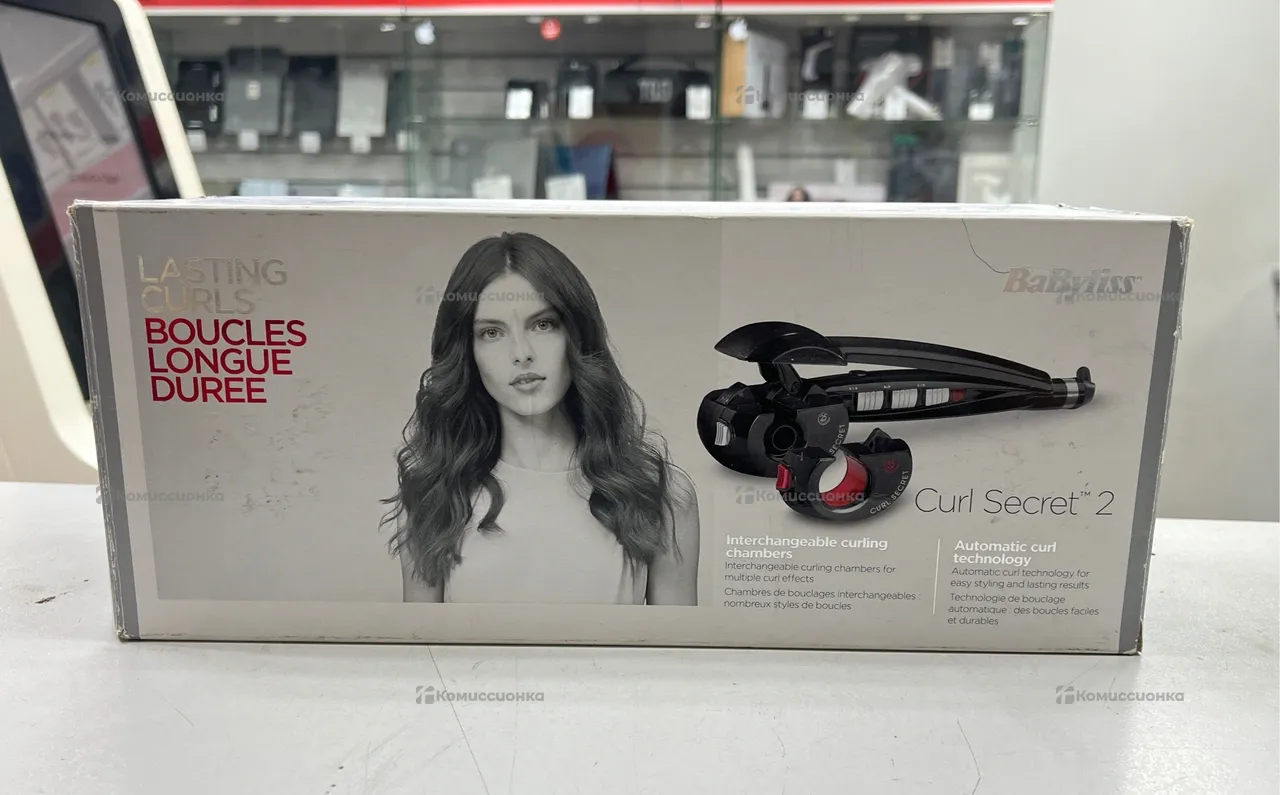 LASTING
CURLS
BOUCLES
LONGUE
DUREE
BaByliss
CURL SECRET
Curl Secret™ 2
Interchangeable curling
chambers
Interchangeable curling chambers for
multiple curl effects
Chambres de bouclages interchangeables :
nombreux styles de boucles
Automatic curl
technology
Automatic curl technology for
easy styling and lasting results
Technologie de bouclage
automatique : des boucles faciles
et durables
Комиссионка
Комиссионка
Комиссионка
Комиссионка
Комиссионка
Комиссионка
Комиссионка
Комиссионка